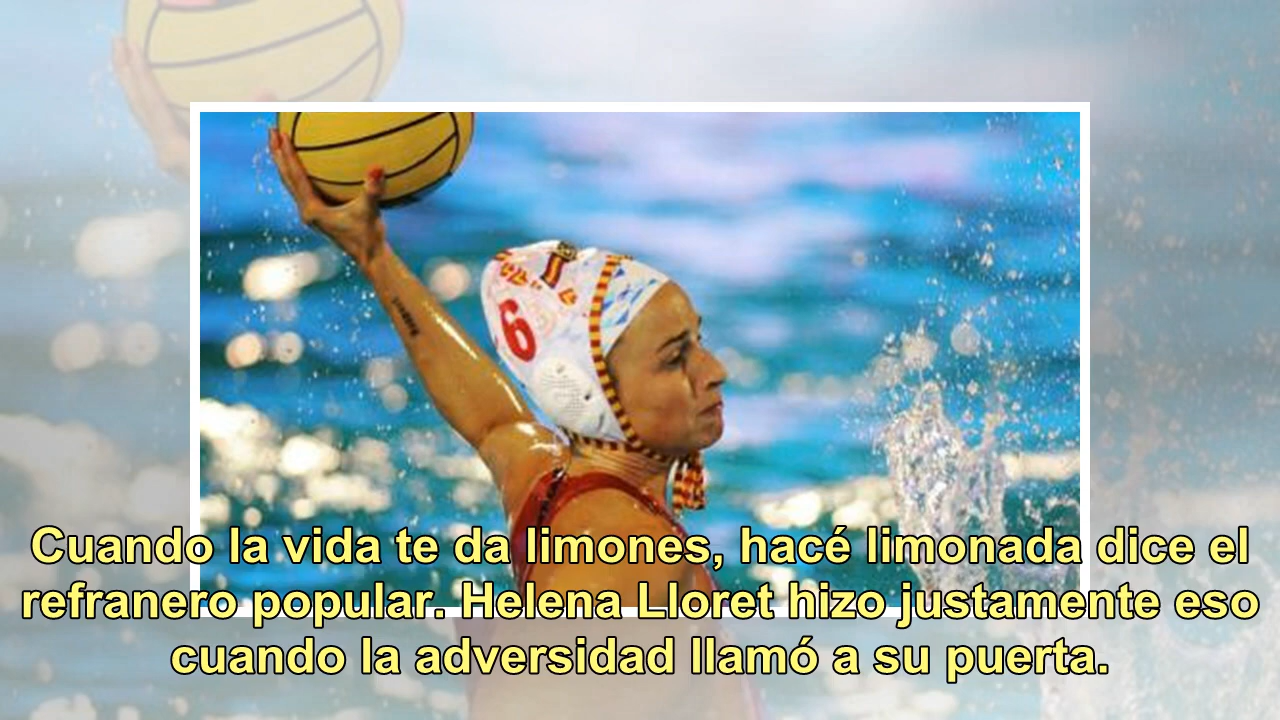 6
Cuando la vida te da limones, hacé limonada dice el
refranero popular. Helena Lloret hizo justamente eso
cuando la adversidad llamó a su puerta.